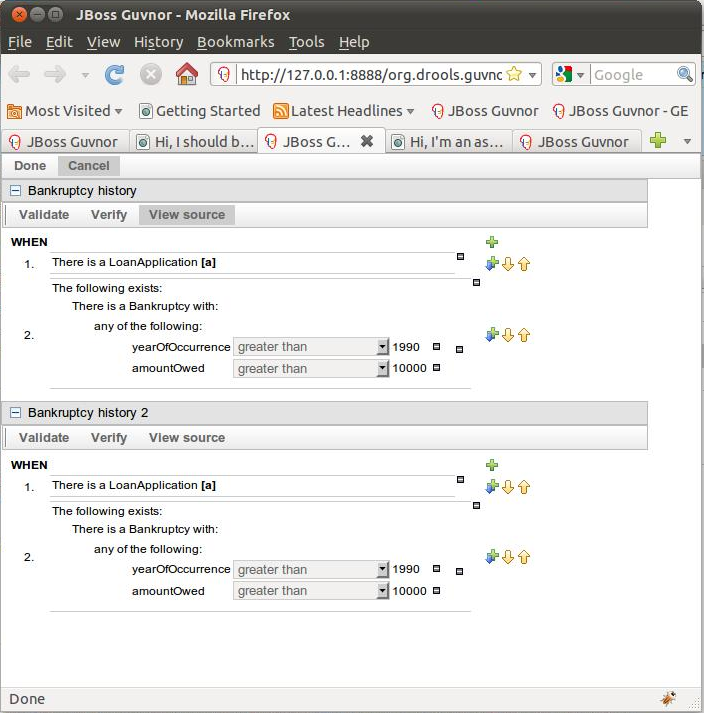 JBoss Guvnor - Mozilla Firefox
File Edit View History Bookmarks Tools Help
http://127.0.0.1:8888/org.drools.guvnc Google
Most Visited Getting Started Latest Headlines JBoss Guvnor JBoss Guvnor - GE
JBoss Guvnor Hi, I should b... JBoss G... Hi, I'm an as... JBoss Guvnor
Done Cancel
Bankruptcy history
Validate Verify View source
WHEN
1. There is a LoanApplication [a]
The following exists:
There is a Bankruptcy with:
any of the following:
2.
yearOfOccurrence greater than 1990
amountOwed greater than 10000
Bankruptcy history 2
Validate Verify View source
WHEN
1. There is a LoanApplication [a]
The following exists:
There is a Bankruptcy with:
any of the following:
2.
yearOfOccurrence greater than 1990
amountOwed greater than 10000
Done